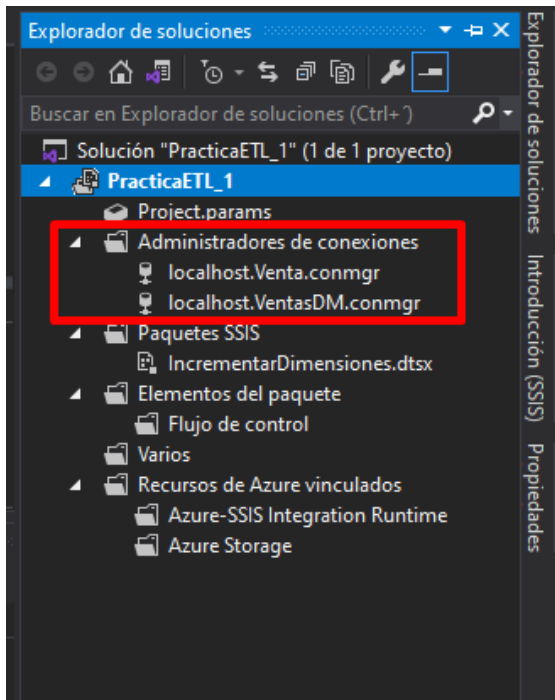 Explorador de soluciones
Buscar en Explorador de soluciones (Ctrl+´)
Solución "PracticaETL_1" (1 de 1 proyecto)
PracticaETL_1
Project.params
Administradores de conexiones
localhost.Venta.conmgr
localhost.VentasDM.conmgr
Paquetes SSIS
IncrementarDimensiones.dtsx
Elementos del paquete
Flujo de control
Varios
Recursos de Azure vinculados
Azure-SSIS Integration Runtime
Azure Storage
Explorador de soluciones
Introducción (SSIS)
Propiedades